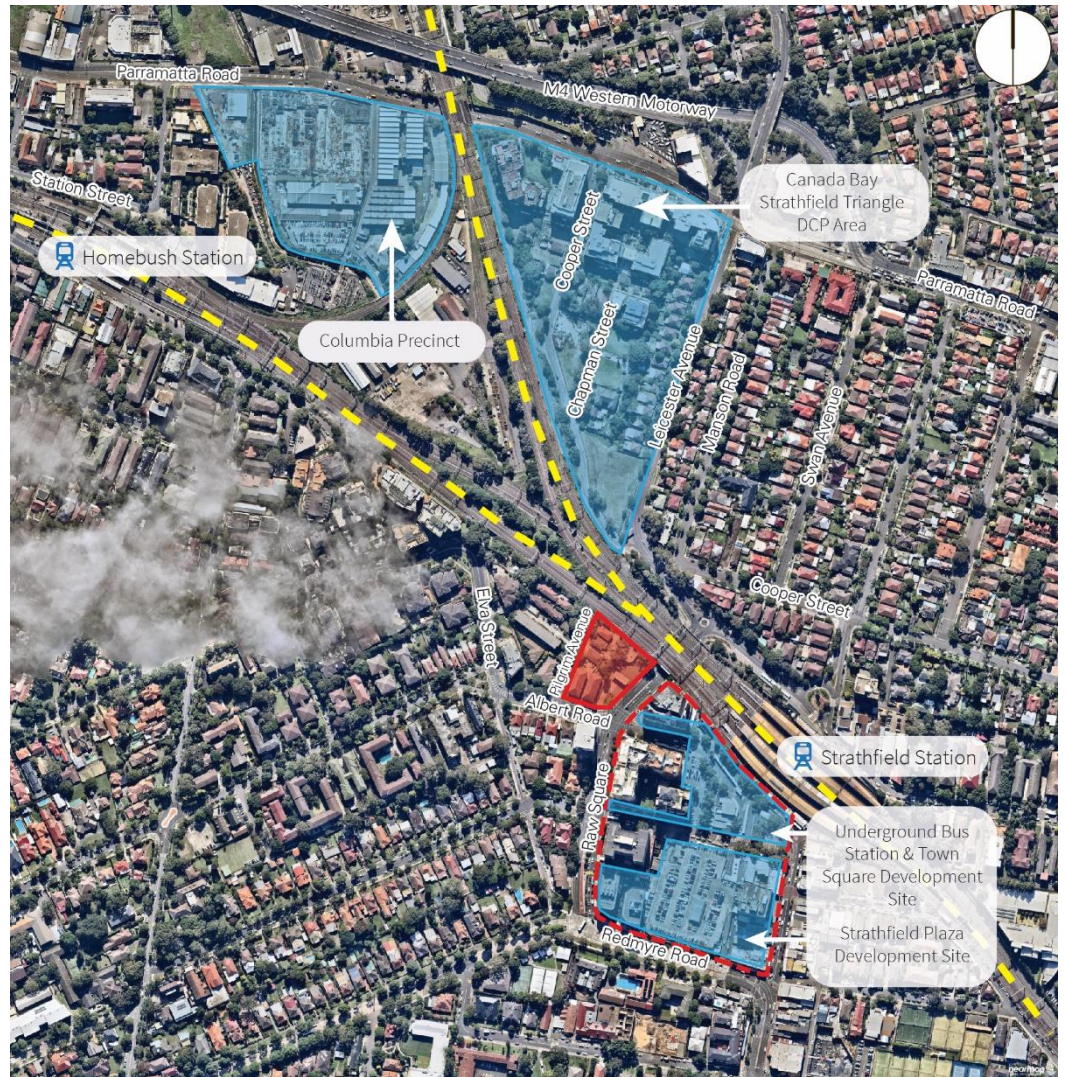 Parramatta Road
M4 Western Motorway
Station Street
Homebush Station
Canada Bay
Strathfield Triangle
DCP Area
Cooper Street
Parramatta Road
Columbia Precinct
Chapman Street
Leicester Avenue
Manson Road
Swan Avenue
Cooper Street
Elva Street
Pilgrim Avenue
Albert Road
Raw Square
Strathfield Station
Underground Bus
Station & Town
Square Development
Site
Strathfield Plaza
Development Site
Redmyre Road
nearmap